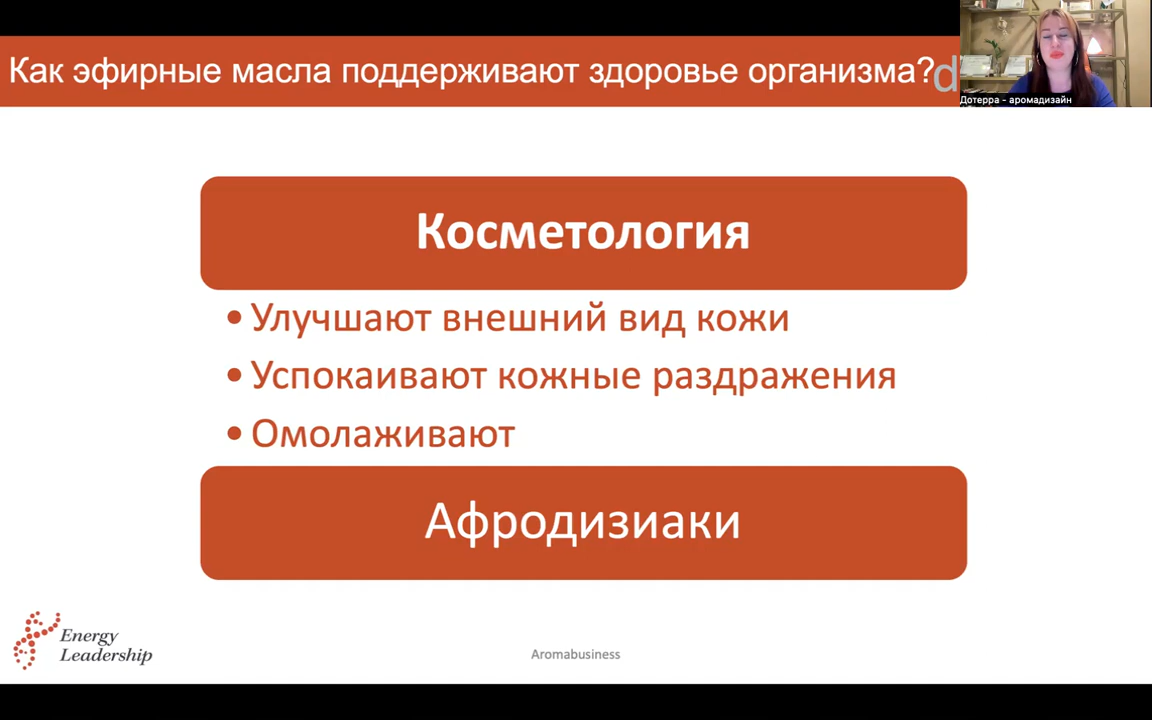 Как эфирные масла поддерживают здоровье организма?
d
Дотерра - аромадизайн
Косметология
• Улучшают внешний вид кожи
• Успокаивают кожные раздражения
• Омолаживают
Афродизиаки
Energy
Leadership
Aromabusiness